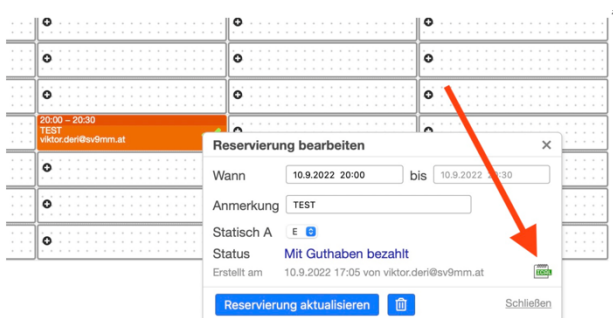 20:00 – 20:30
TEST
viktor.deri@sv9mm.at
Reservierung bearbeiten ×
Wann 10.9.2022 20:00 bis 10.9.2022 20:30
Anmerkung TEST
Statisch A E
Status Mit Guthaben bezahlt
Erstellt am 10.9.2022 17:05 von viktor.deri@sv9mm.at
Reservierung aktualisieren Schließen